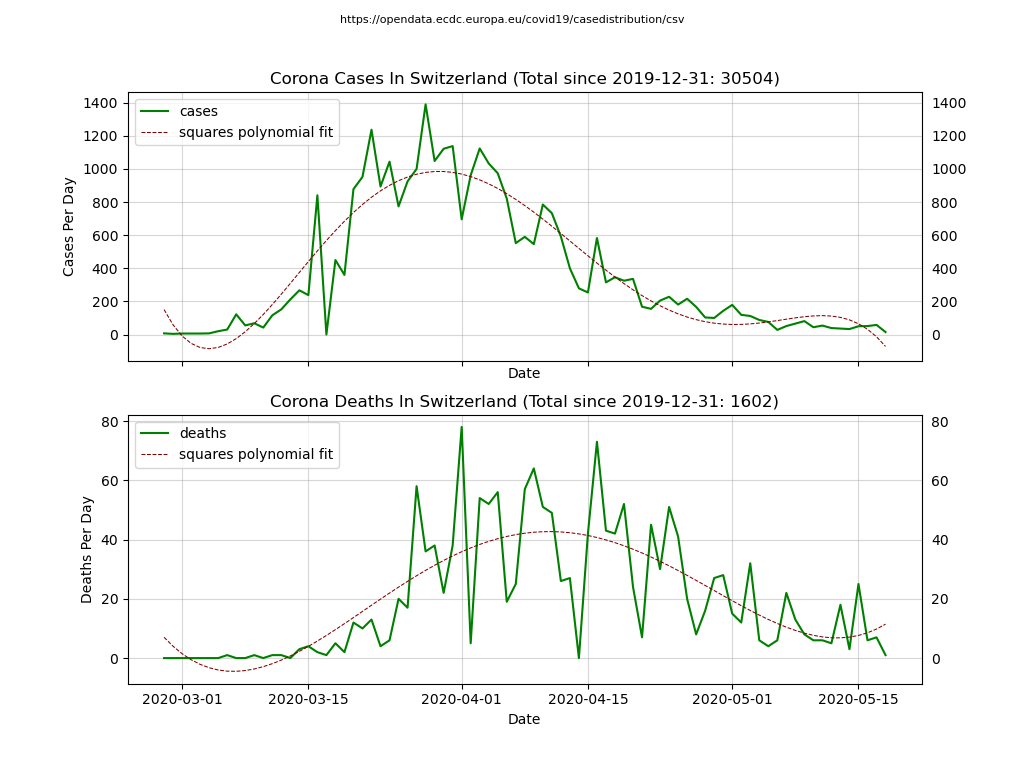 https://opendata.ecdc.europa.eu/covid19/casedistribution/csv
Corona Cases In Switzerland (Total since 2019-12-31: 30504)
cases
squares polynomial fit
Cases Per Day
1400 1400
1200 1200
1000 1000
800 800
600 600
400 400
200 200
0 0
Date
Corona Deaths In Switzerland (Total since 2019-12-31: 1602)
deaths
squares polynomial fit
Deaths Per Day
80 80
60 60
40 40
20 20
0 0
2020-03-01 2020-03-15 2020-04-01 2020-04-15 2020-05-01 2020-05-15
Date